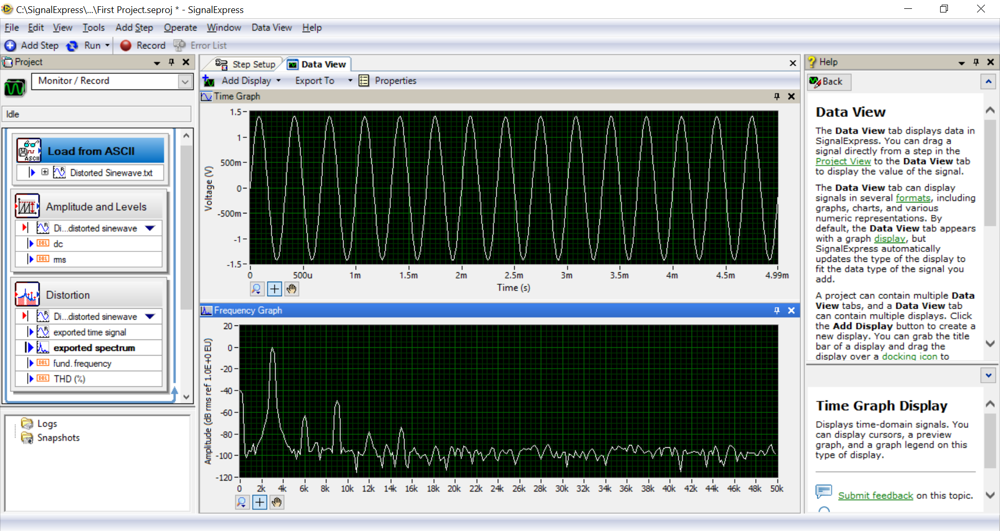 C:\SignalExpress\...\First Project.seproj * - SignalExpress
File Edit View Tools Add Step Operate Window Data View Help
Add Step Run Record Error List
Project
Monitor / Record
Idle
Load from ASCII
ASCII
Distorted Sinewave.txt
Amplitude and Levels
Di...distorted sinewave
DBL dc
DBL rms
Distortion
Di...distorted sinewave
exported time signal
exported spectrum
DBL fund. frequency
DBL THD (%)
Logs
Snapshots
Step Setup Data View
Add Display Export To Properties
Time Graph
Voltage (V)
1.5
1
500m
0
-500m
-1
-1.5
0 500u 1m 1.5m 2m 2.5m 3m 3.5m 4m 4.5m 4.99m
Time (s)
Frequency Graph
Amplitude (dB rms ref 1.0E+0 EU)
20
0
-20
-40
-60
-80
-100
-120
0 2k 4k 6k 8k 10k 12k 14k 16k 18k 20k 22k 24k 26k 28k 30k 32k 34k 36k 38k 40k 42k 44k 46k 48k 50k
Help
Back
Data View
The Data View tab displays data in
SignalExpress. You can drag a
signal directly from a step in the
Project View to the Data View tab
to display the value of the signal.
The Data View tab can display
signals in several formats, including
graphs, charts, and various
numeric representations. By
default, the Data View tab appears
with a graph display, but
SignalExpress automatically
updates the type of the display to
fit the data type of the signal you
add.
A project can contain multiple Data
View tabs, and a Data View tab
can contain multiple displays. Click
the Add Display button to create a
new display. You can grab the title
bar of a display and drag the
display over a docking icon to
Time Graph Display
Displays time-domain signals. You
can display cursors, a preview
graph, and a graph legend on this
type of display.
Submit feedback on this topic.